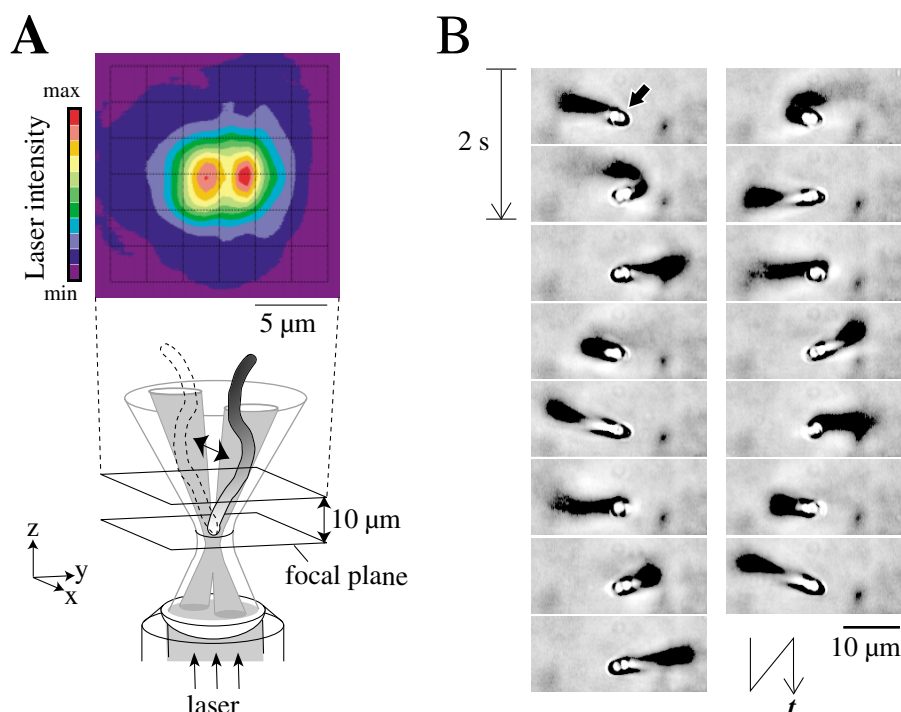 A
max
Laser intensity
min
5 µm
10 µm
focal plane
z
y
x
laser
B
2 s
10 µm
t